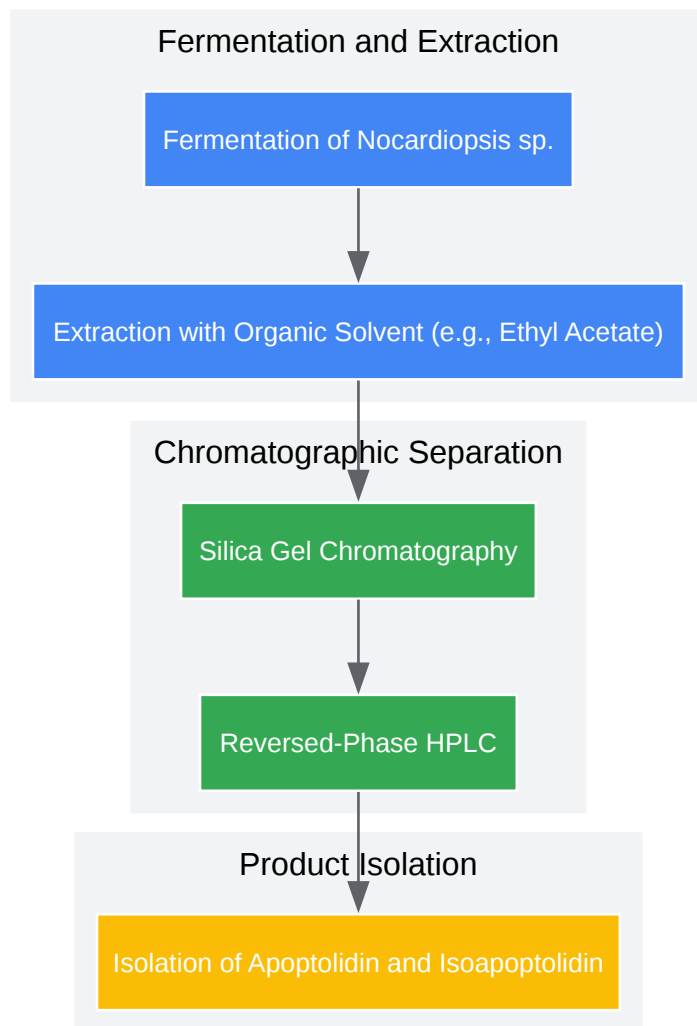 Fermentation and Extraction
Fermentation of Nocardiopsis sp.
Extraction with Organic Solvent (e.g., Ethyl Acetate)
Chromatographic Separation
Silica Gel Chromatography
Reversed-Phase HPLC
Product Isolation
Isolation of Apoptolidin and Isoapoptolidin